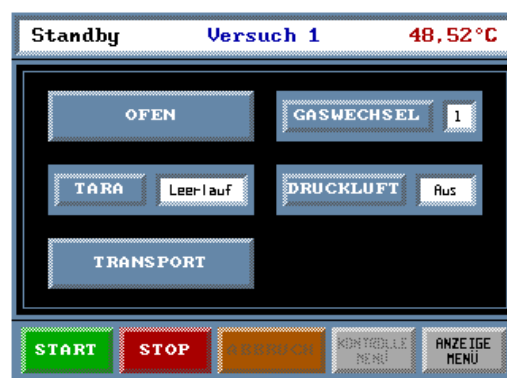 Standby Versuch 1 48,52°C
OFEN GASWECHSEL 1
TARA Leerlauf DRUCKLUFT Aus
TRANSPORT
START STOP ABBRUCH KONTROLLE MENÜ ANZEIGE MENÜ